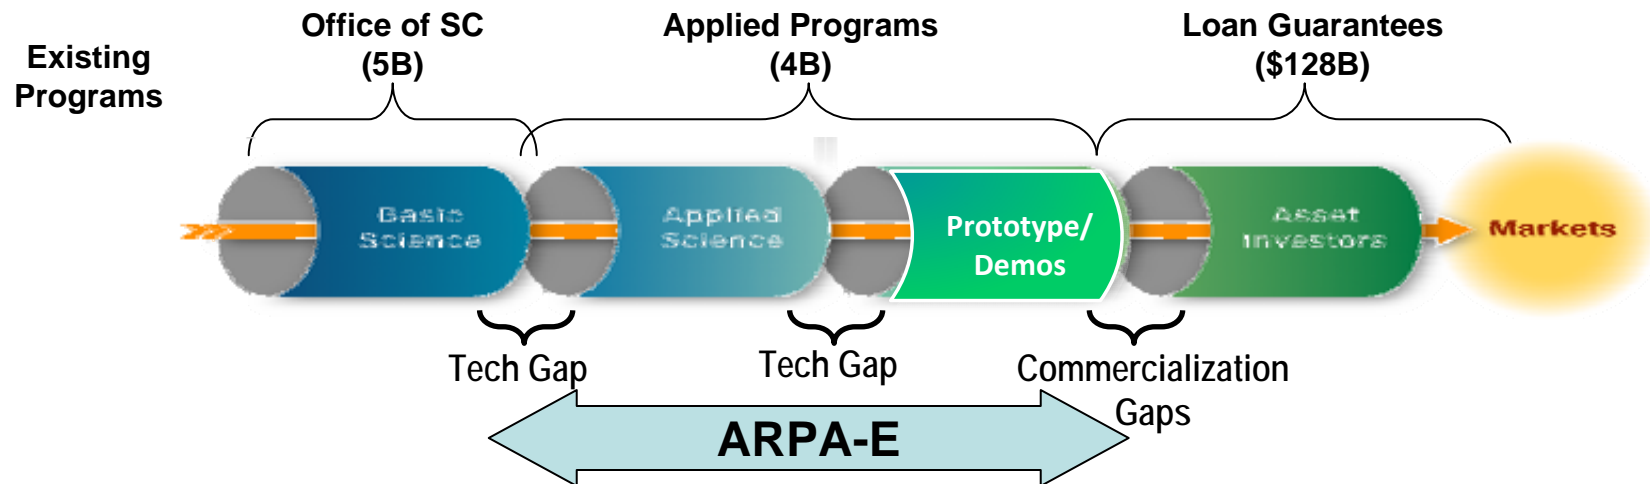 Existing
Programs
Office of SC
(5B)
Applied Programs
(4B)
Loan Guarantees
($128B)
Basic
Science
Applied
Science
Prototype/
Demos
Asset
Investors
Markets
Tech Gap
Tech Gap
Commercialization
Gaps
ARPA-E